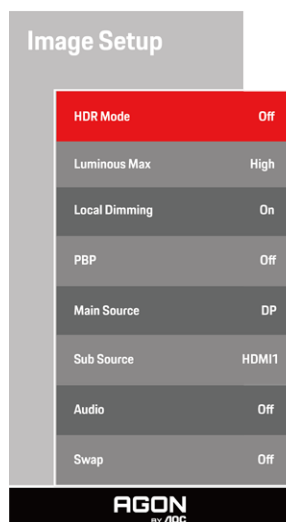 Image Setup
HDR Mode Off
Luminous Max High
Local Dimming On
PBP Off
Main Source DP
Sub Source HDMI1
Audio Off
Swap Off
AGON
BY AOC